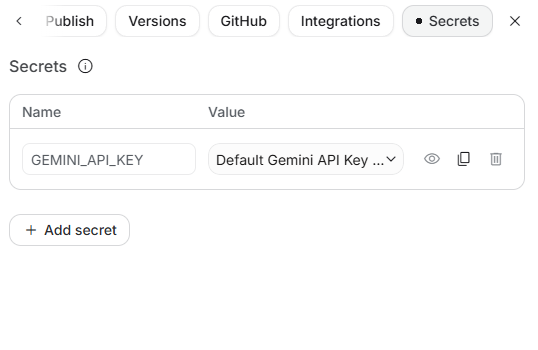 Publish
Versions
GitHub
Integrations
Secrets
Secrets
Name
Value
GEMINI_API_KEY
Default Gemini API Key ...
+ Add secret